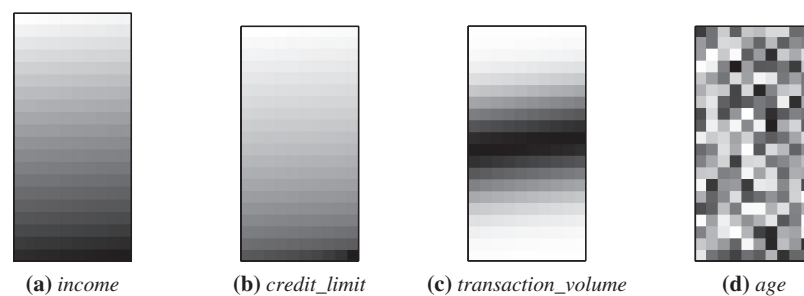 (a) income
(b) credit_limit
(c) transaction_volume
(d) age